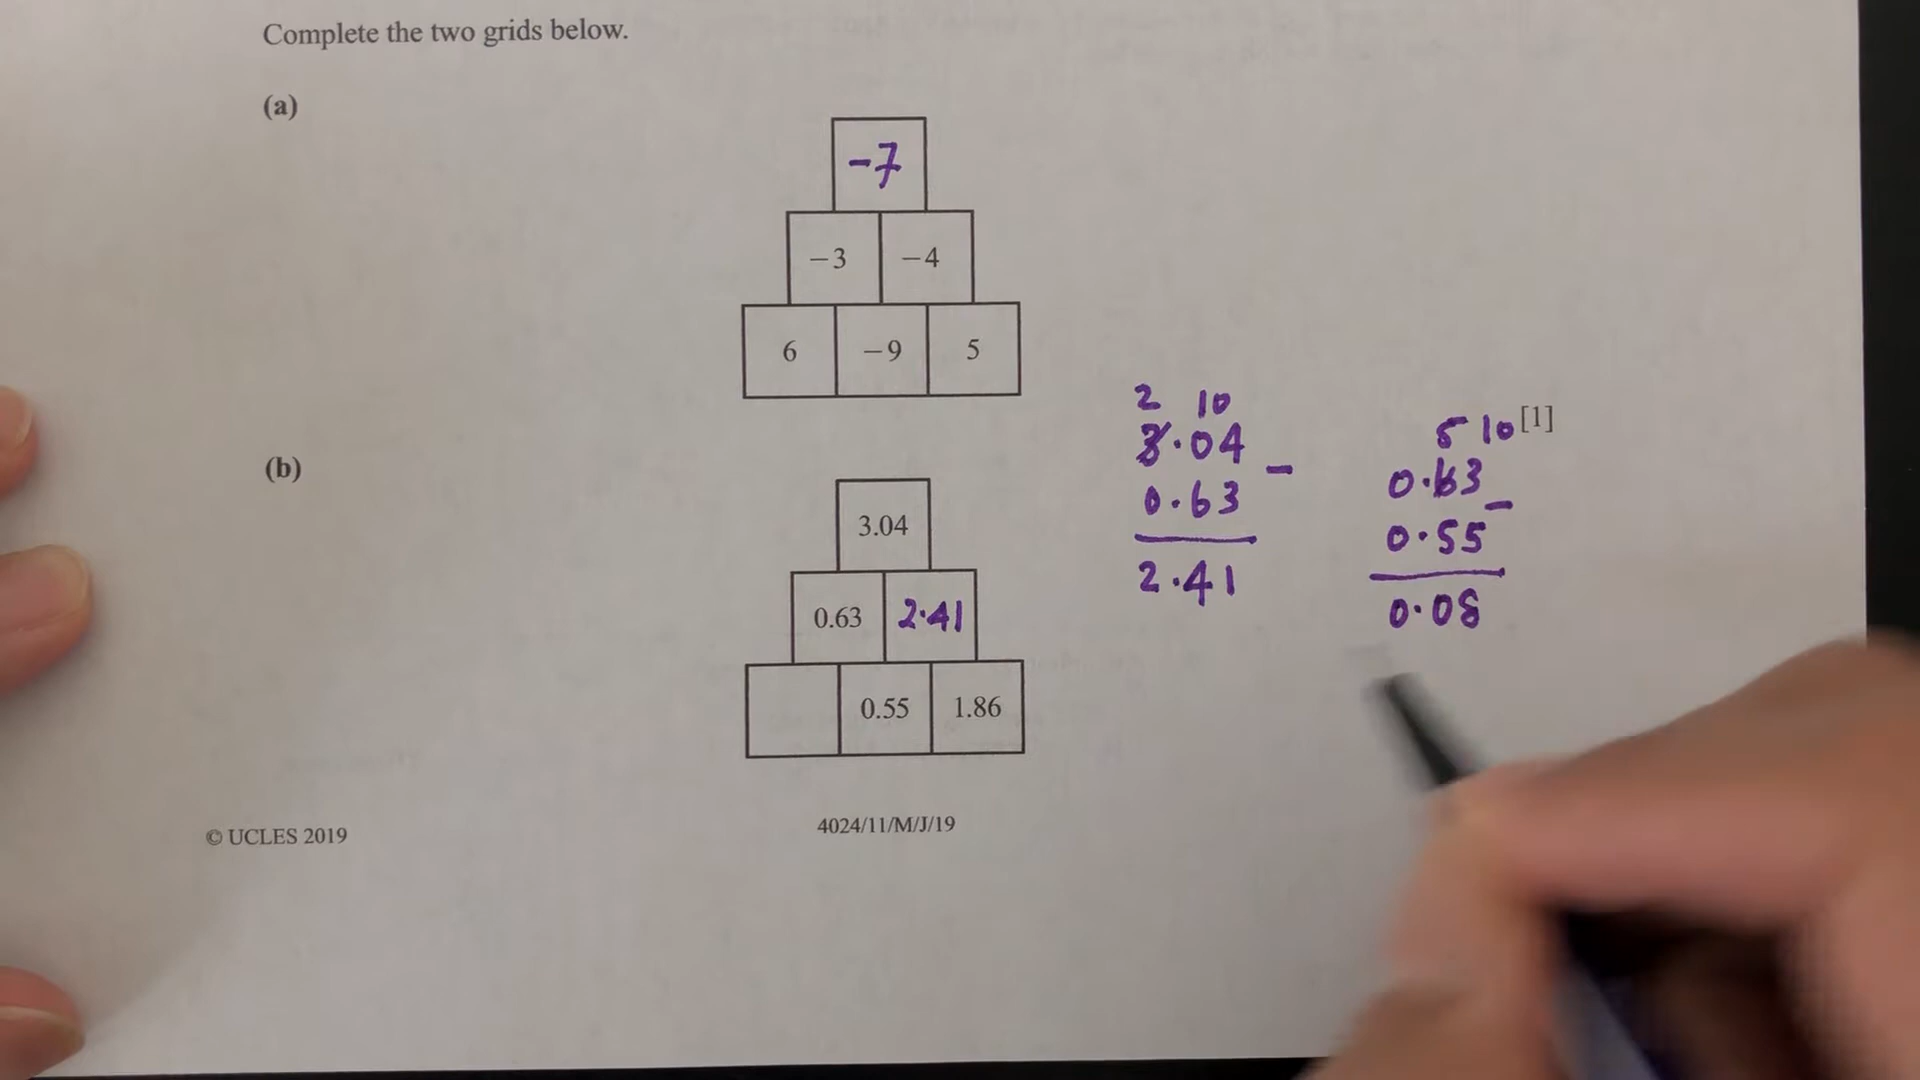 Complete the two grids below.
(a)
-7
−3 −4
6 −9 5
2 10
3.04 -
0.63
2.41
[1]
5 10
0.63 -
0.55
0.08
(b)
3.04
0.63 2.41
0.55 1.86
© UCLES 2019
4024/11/M/J/19